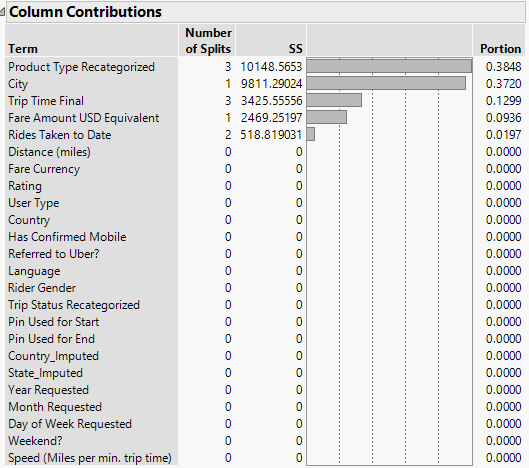 Column Contributions
Number
Term of Splits SS Portion
Product Type Recategorized 3 10148.5653 0.3848
City 1 9811.29024 0.3720
Trip Time Final 3 3425.55556 0.1299
Fare Amount USD Equivalent 1 2469.25197 0.0936
Rides Taken to Date 2 518.819031 0.0197
Distance (miles) 0 0 0.0000
Fare Currency 0 0 0.0000
Rating 0 0 0.0000
User Type 0 0 0.0000
Country 0 0 0.0000
Has Confirmed Mobile 0 0 0.0000
Referred to Uber? 0 0 0.0000
Language 0 0 0.0000
Rider Gender 0 0 0.0000
Trip Status Recategorized 0 0 0.0000
Pin Used for Start 0 0 0.0000
Pin Used for End 0 0 0.0000
Country_Imputed 0 0 0.0000
State_Imputed 0 0 0.0000
Year Requested 0 0 0.0000
Month Requested 0 0 0.0000
Day of Week Requested 0 0 0.0000
Weekend? 0 0 0.0000
Speed (Miles per min. trip time) 0 0 0.0000